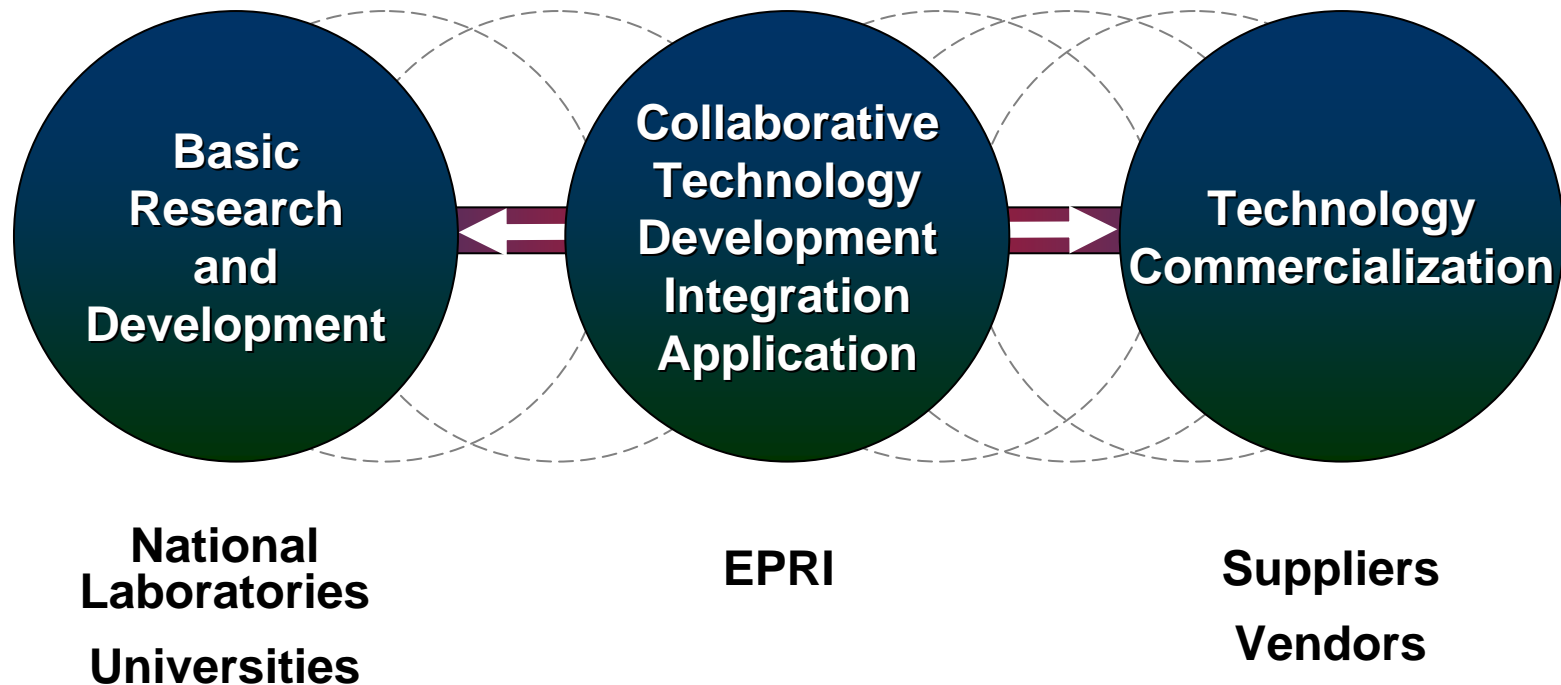 Basic
Research
and
Development
Collaborative
Technology
Development
Integration
Application
Technology
Commercialization
National
Laboratories
Universities
EPRI
Suppliers
Vendors